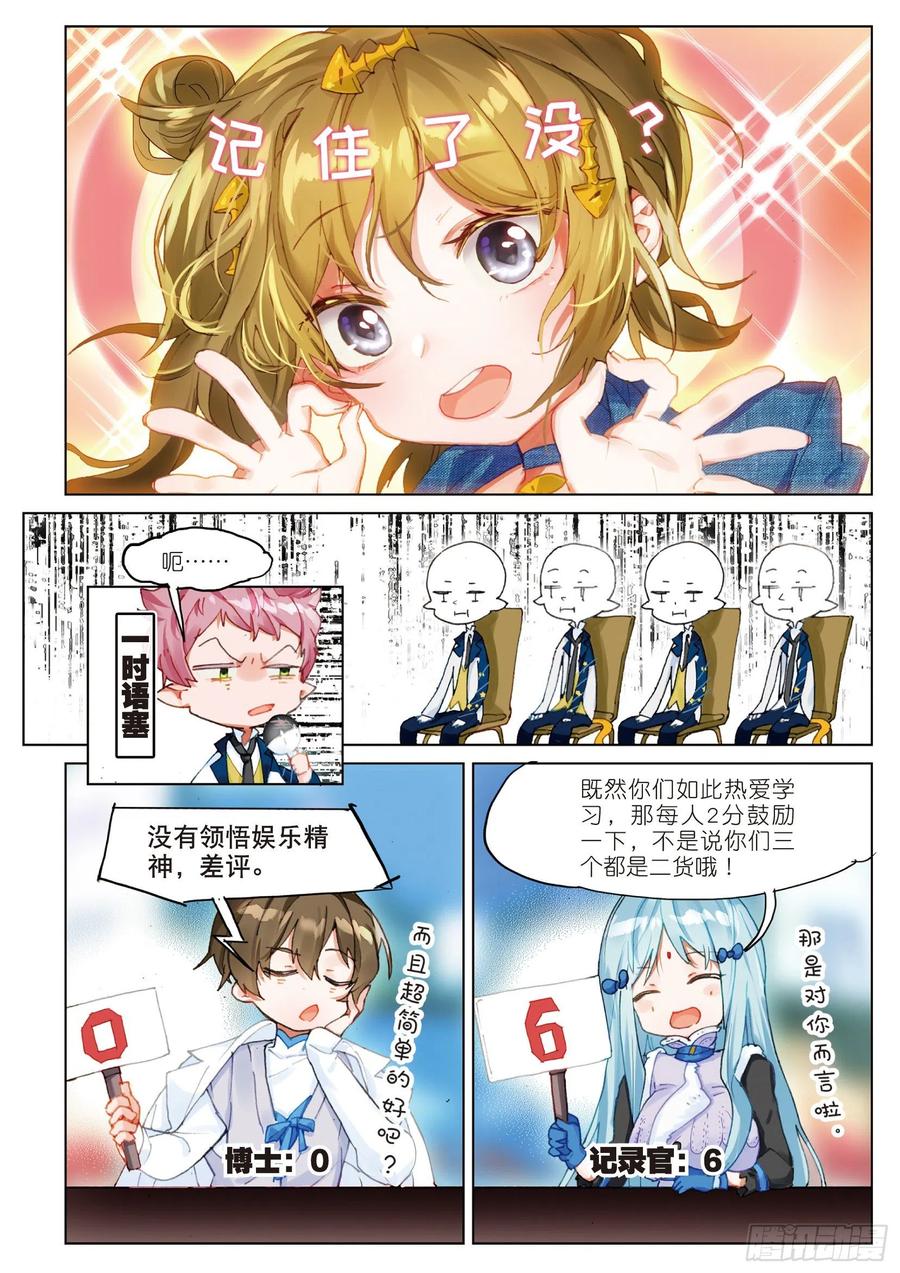 记住了没？
呃……
一时语塞
没有领悟娱乐精
神，差评。
而且超简单的好吧？
0
博士：0
既然你们如此热爱学
习，那每人2分鼓励
一下，不是说你们三
个都是二货哦！
那是对你而言啦。
6
记录官：6
腾讯动漫